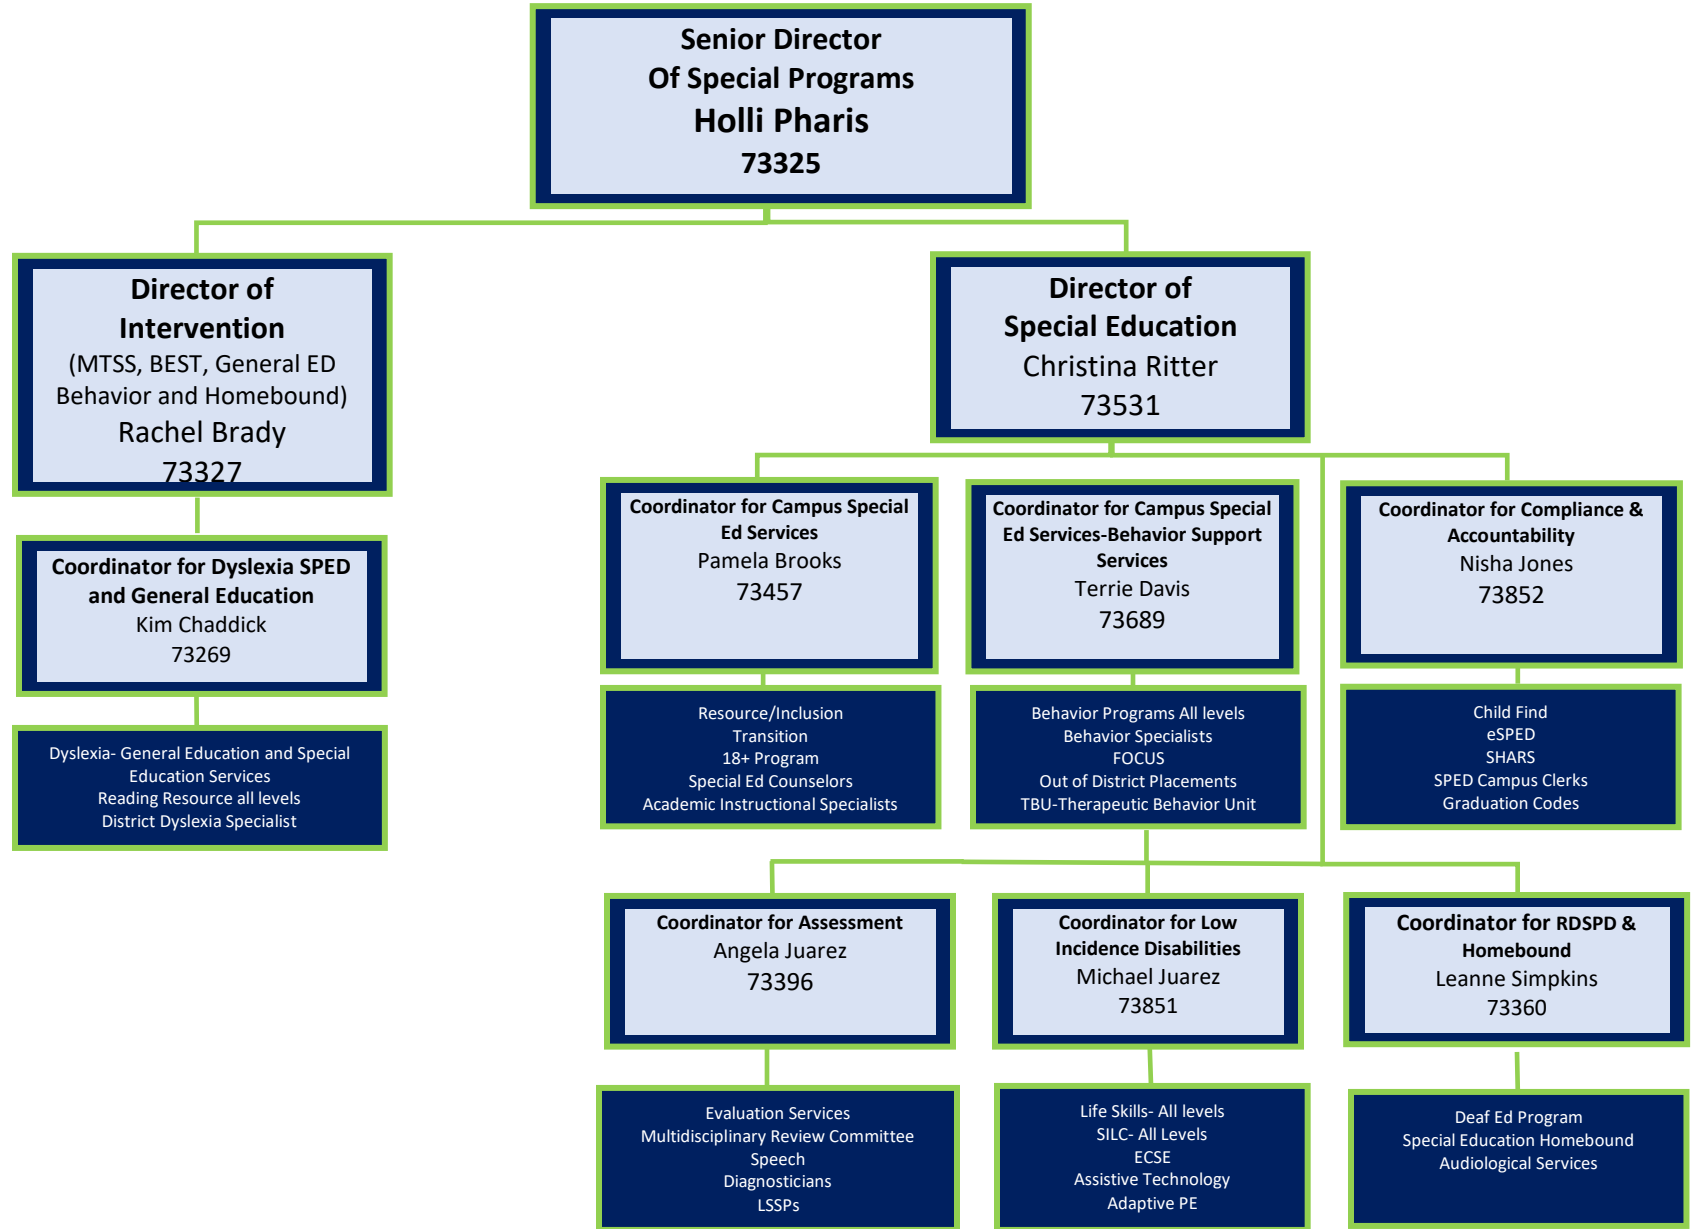 Senior Director
Of Special Programs
Holli Pharis
73325
Director of
Intervention
(MTSS, BEST, General ED
Behavior and Homebound)
Rachel Brady
73327
Director of
Special Education
Christina Ritter
73531
Coordinator for Dyslexia SPED
and General Education
Kim Chaddick
73269
Dyslexia- General Education and Special
Education Services
Reading Resource all levels
District Dyslexia Specialist
Coordinator for Campus Special
Ed Services
Pamela Brooks
73457
Resource/Inclusion
Transition
18+ Program
Special Ed Counselors
Academic Instructional Specialists
Coordinator for Campus Special
Ed Services-Behavior Support
Services
Terrie Davis
73689
Behavior Programs All levels
Behavior Specialists
FOCUS
Out of District Placements
TBU-Therapeutic Behavior Unit
Coordinator for Compliance &
Accountability
Nisha Jones
73852
Child Find
eSPED
SHARS
SPED Campus Clerks
Graduation Codes
Coordinator for Assessment
Angela Juarez
73396
Evaluation Services
Multidisciplinary Review Committee
Speech
Diagnosticians
LSSPs
Coordinator for Low
Incidence Disabilities
Michael Juarez
73851
Life Skills- All levels
SILC- All Levels
ECSE
Assistive Technology
Adaptive PE
Coordinator for RDSPD &
Homebound
Leanne Simpkins
73360
Deaf Ed Program
Special Education Homebound
Audiological Services